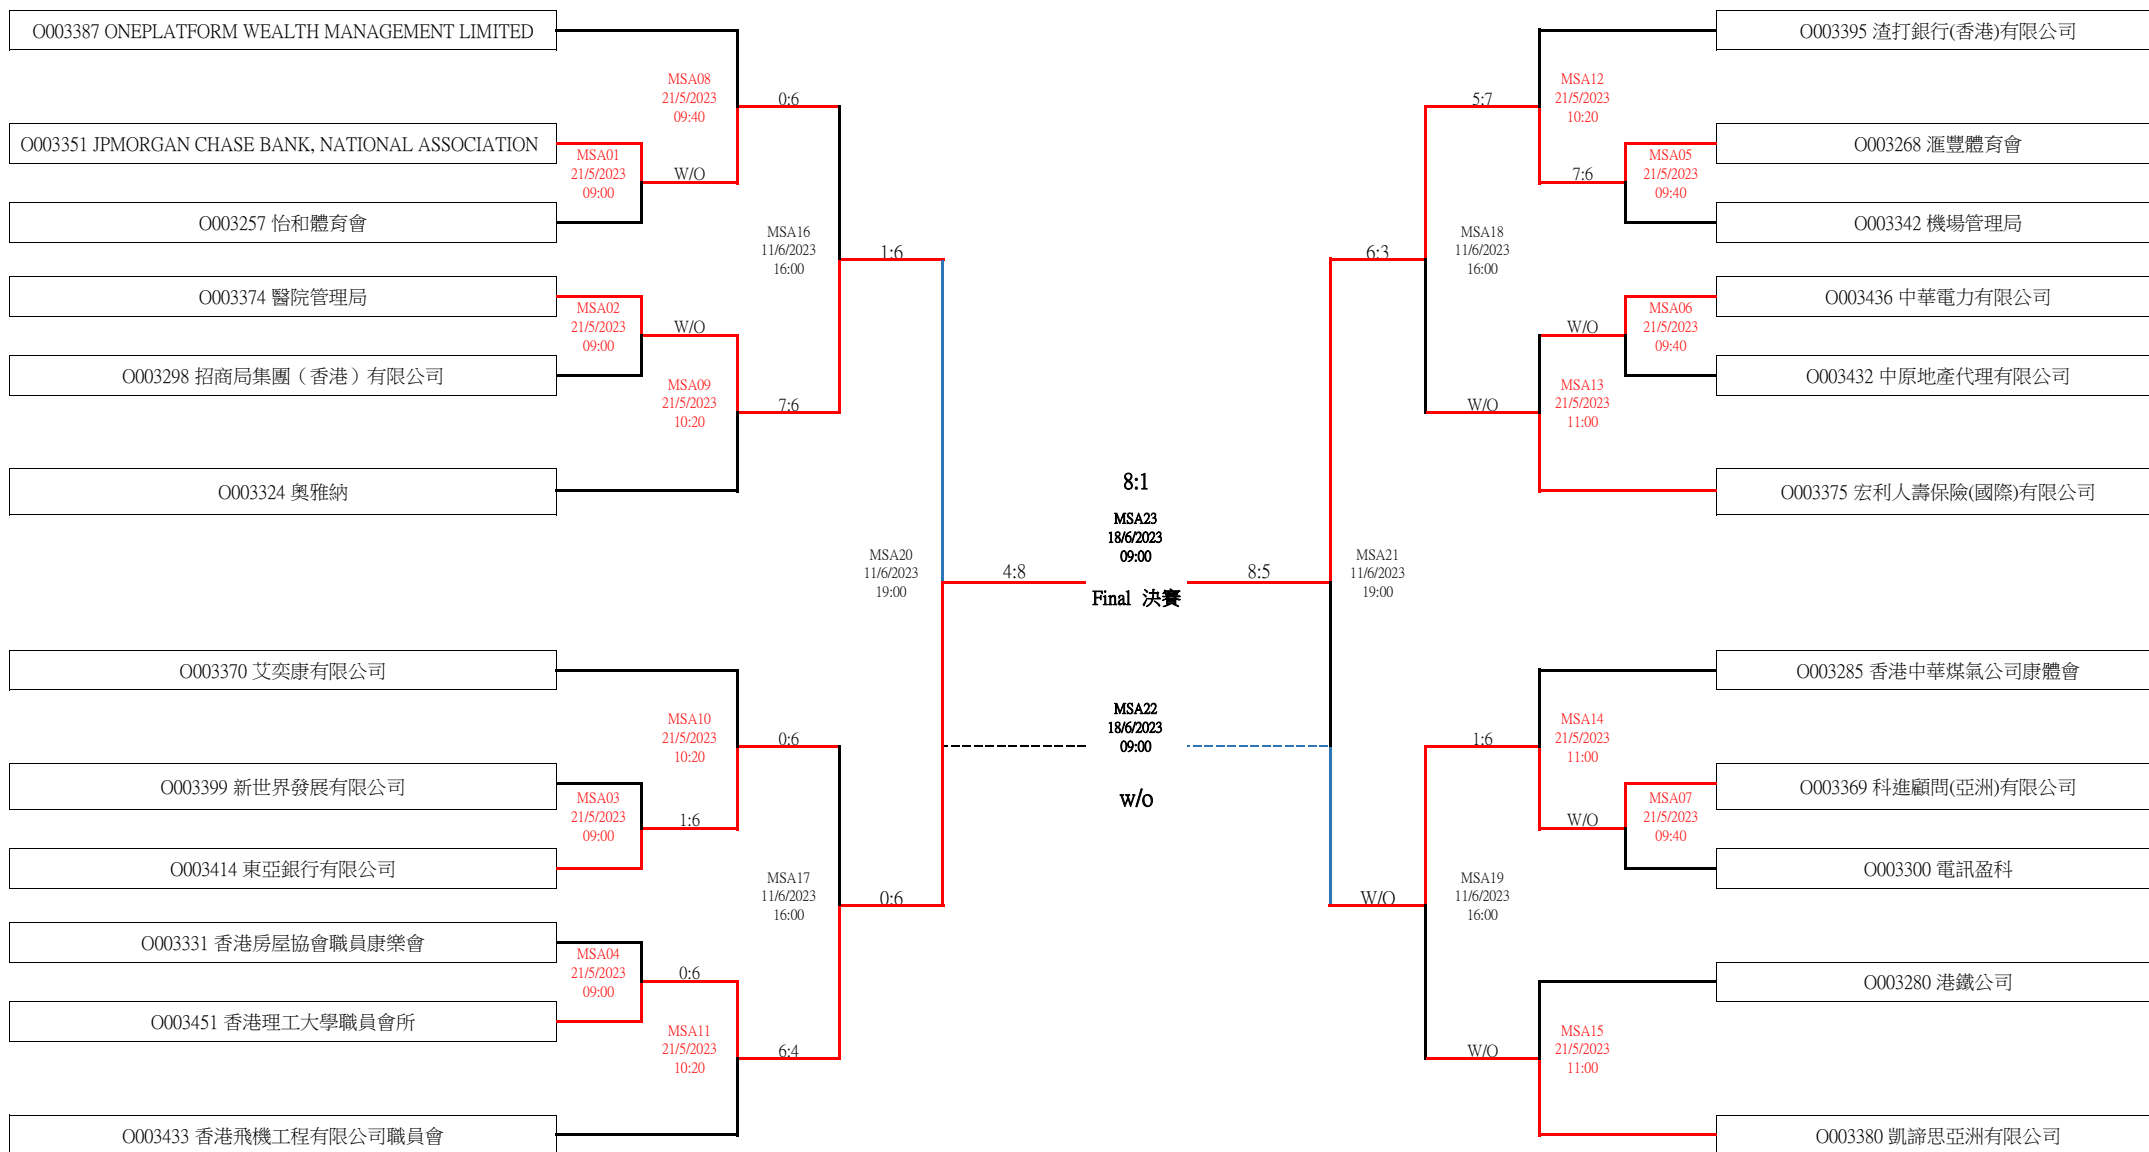 O003387 ONEPLATFORM WEALTH MANAGEMENT LIMITED
MSA08
21/5/2023
09:40
0:6
O003351 JPMORGAN CHASE BANK, NATIONAL ASSOCIATION
MSA01
21/5/2023
09:00
W/O
O003257 怡和體育會
MSA16
11/6/2023
16:00
1:6
O003374 醫院管理局
MSA02
21/5/2023
09:00
W/O
O003298 招商局集團（香港）有限公司
MSA09
21/5/2023
10:20
7:6
O003324 奧雅納
MSA20
11/6/2023
19:00
4:8
O003370 艾奕康有限公司
MSA10
21/5/2023
10:20
0:6
O003399 新世界發展有限公司
MSA03
21/5/2023
09:00
1:6
O003414 東亞銀行有限公司
MSA17
11/6/2023
16:00
0:6
O003331 香港房屋協會職員康樂會
MSA04
21/5/2023
09:00
0:6
O003451 香港理工大學職員會所
MSA11
21/5/2023
10:20
6:4
O003433 香港飛機工程有限公司職員會
8:1
MSA23
18/6/2023
09:00
Final 決賽
MSA22
18/6/2023
09:00
w/o
O003395 渣打銀行(香港)有限公司
MSA12
21/5/2023
10:20
5:7
O003268 滙豐體育會
MSA05
21/5/2023
09:40
7:6
O003342 機場管理局
MSA18
11/6/2023
16:00
6:3
O003436 中華電力有限公司
MSA06
21/5/2023
09:40
W/O
O003432 中原地產代理有限公司
MSA13
21/5/2023
11:00
W/O
O003375 宏利人壽保險(國際)有限公司
MSA21
11/6/2023
19:00
8:5
O003285 香港中華煤氣公司康體會
MSA14
21/5/2023
11:00
1:6
O003369 科進顧問(亞洲)有限公司
MSA07
21/5/2023
09:40
W/O
O003300 電訊盈科
MSA19
11/6/2023
16:00
W/O
O003280 港鐵公司
MSA15
21/5/2023
11:00
W/O
O003380 凱諦思亞洲有限公司